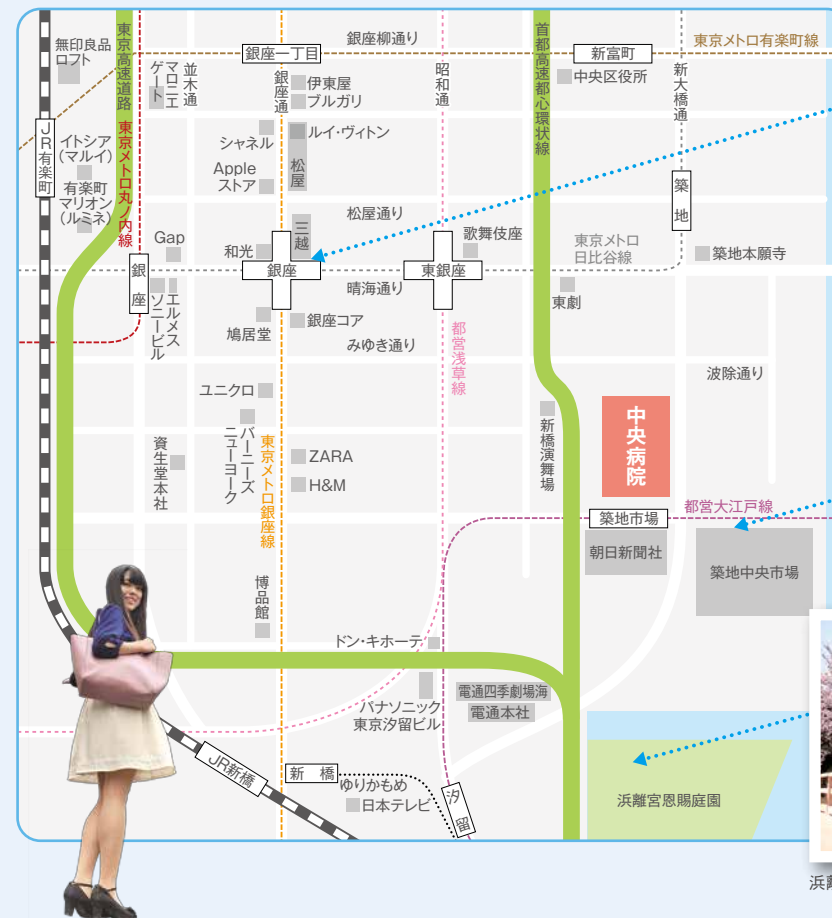 銀座柳通り
銀座一丁目
新富町
東京メトロ有楽町線
無印良品
ロフト
東京高速道路
マロニエ
ゲート
並木通
銀座通
伊東屋
ブルガリ
昭和通
首都高速都心環状線
中央区役所
新大橋通
JR有楽町
イトシア
(マルイ)
有楽町
マリオン
(ルミネ)
東京メトロ丸ノ内線
シャネル
ルイ・ヴィトン
松屋
Apple
ストア
築地
松屋通り
三越
Gap
和光
歌舞伎座
東京メトロ
日比谷線
築地本願寺
銀座
銀座
東銀座
晴海通り
東劇
エルメス
ソニービル
鳩居堂
銀座コア
みゆき通り
都営浅草線
波除通り
ユニクロ
中央病院
バーニーズ
ニューヨーク
東京メトロ銀座線
新橋演舞場
資生堂本社
ZARA
H&M
都営大江戸線
築地市場
朝日新聞社
築地中央市場
博品館
ドン・キホーテ
パナソニック
東京汐留ビル
電通四季劇場海
電通本社
JR新橋
新橋
ゆりかもめ
日本テレビ
汐留
浜離宮恩賜庭園
浜